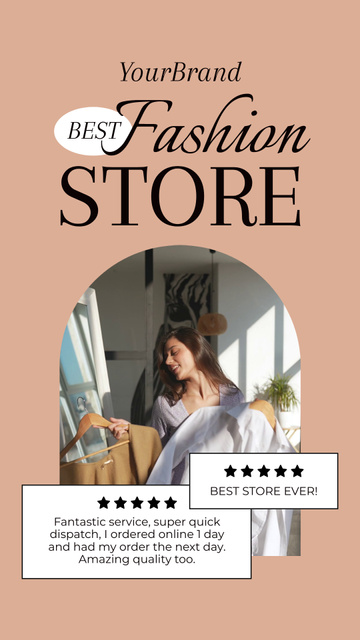 YourBrand
BEST Fashion
STORE
BEST STORE EVER!
Fantastic service, super quick
dispatch, I ordered online 1 day
and had my order the next day.
Amazing quality too.